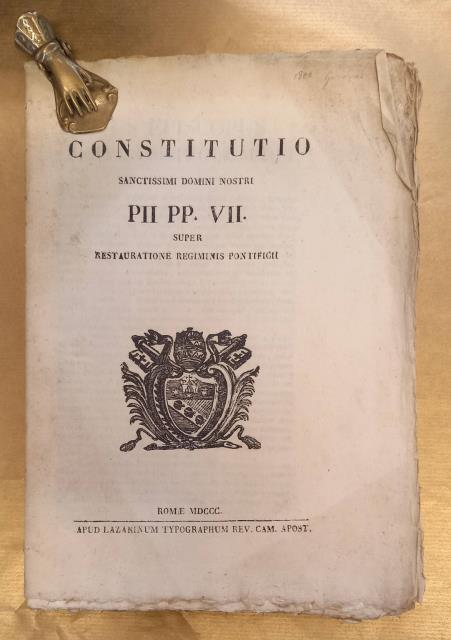 1800
CONSTITUTIO
SANCTISSIMI DOMINI NOSTRI
PII PP. VII.
SUPER
RESTAURATIONE REGIMINIS PONTIFICII
ROMÆ MDCCC.
APUD LAZARINUM TYPOGRAPHUM REV. CAM. APOST.